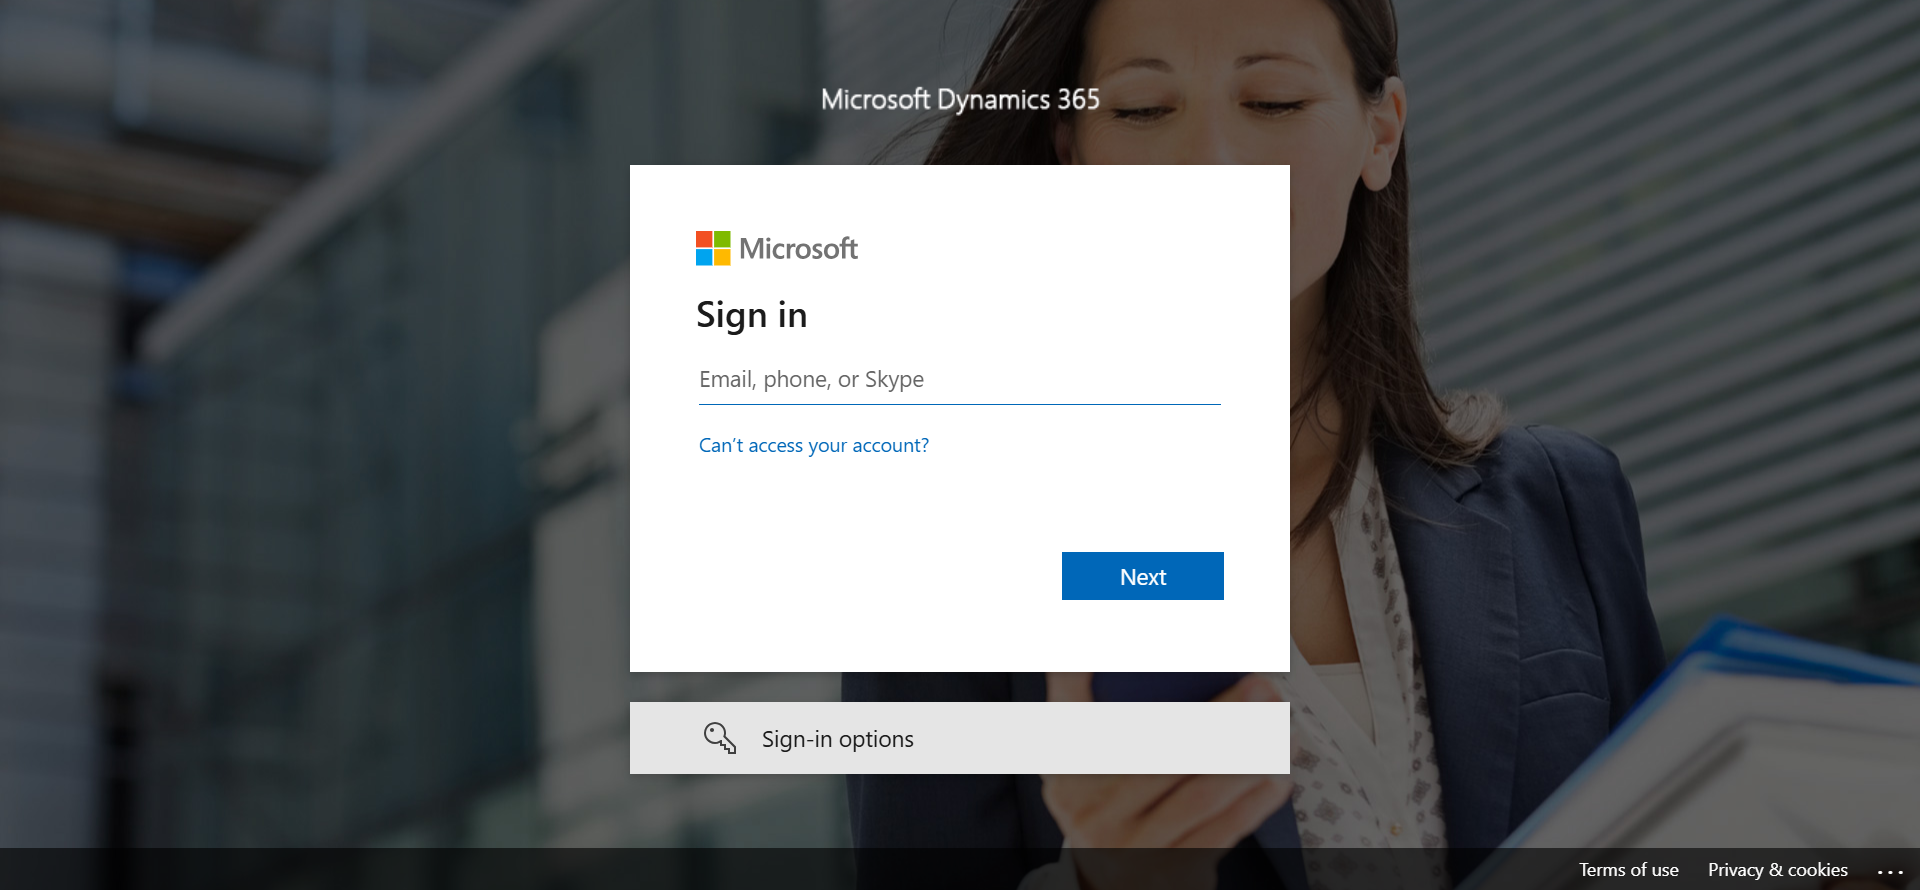 Microsoft Dynamics 365
Microsoft
Sign in
Email, phone, or Skype
Can't access your account?
Next
Sign-in options
Terms of use Privacy & cookies ...